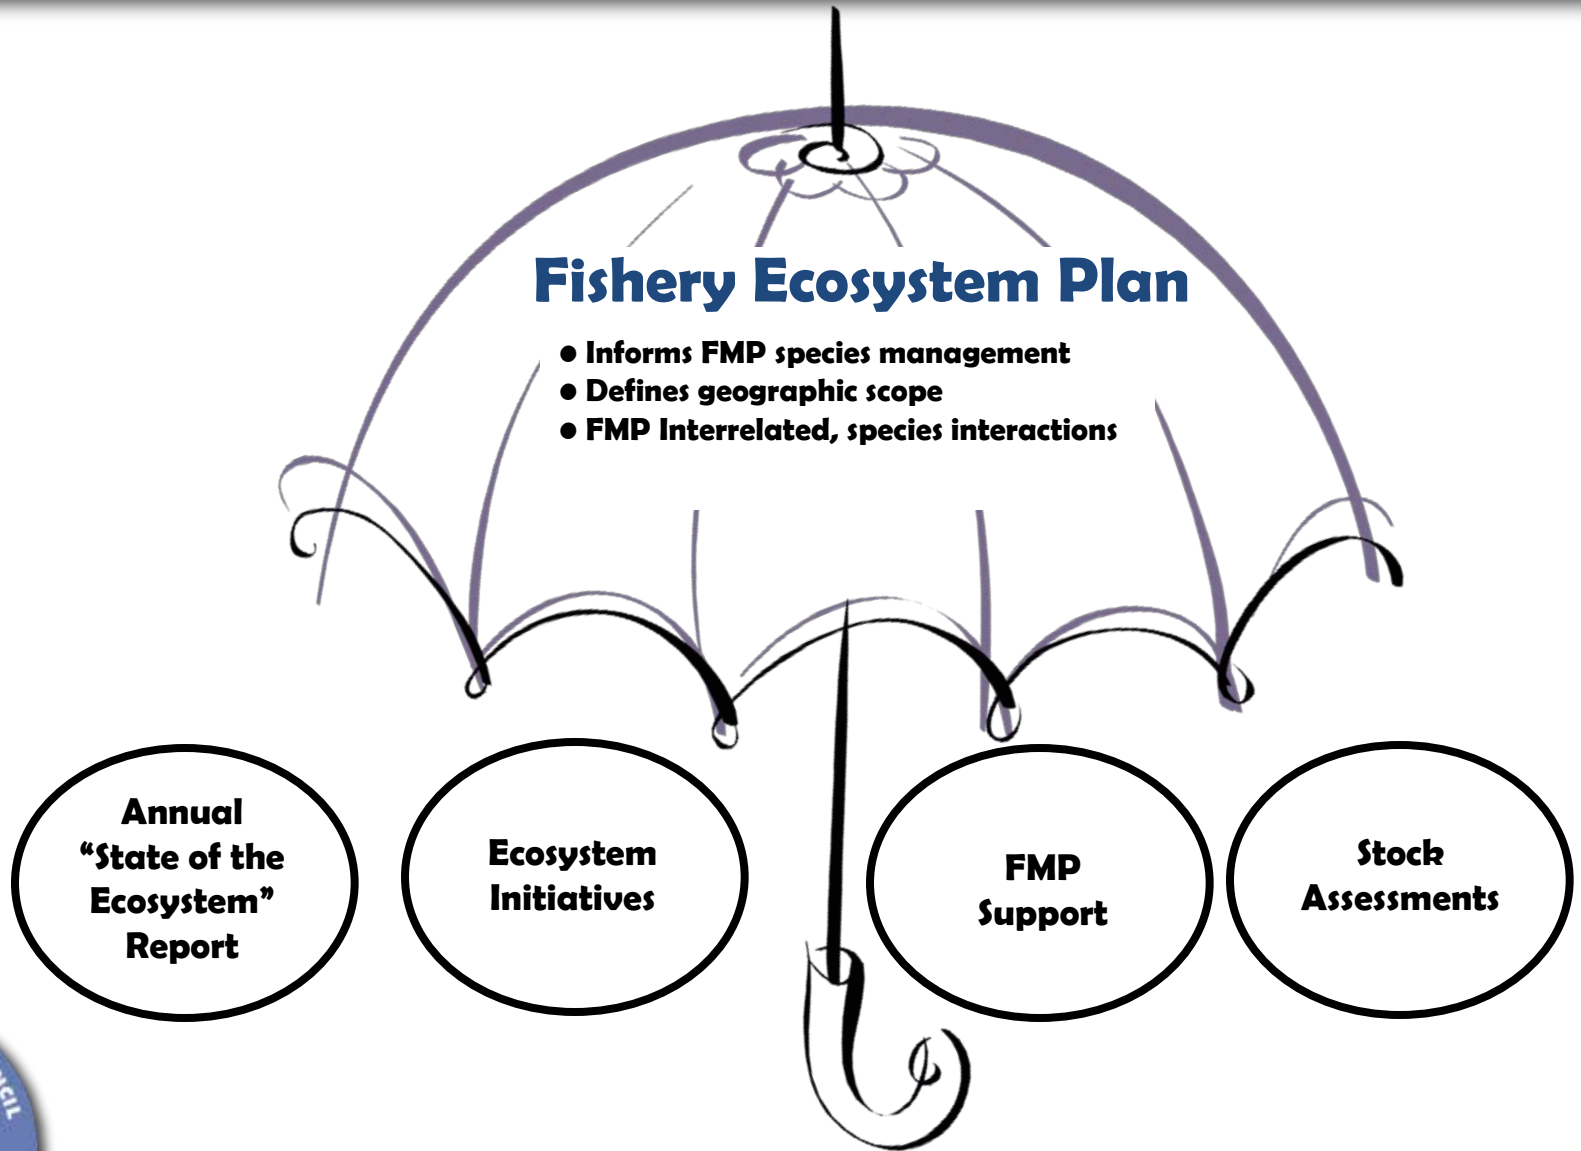 Fishery Ecosystem Plan
● Informs FMP species management
● Defines geographic scope
● FMP Interrelated, species interactions
Annual
“State of the
Ecosystem”
Report
Ecosystem
Initiatives
FMP
Support
Stock
Assessments